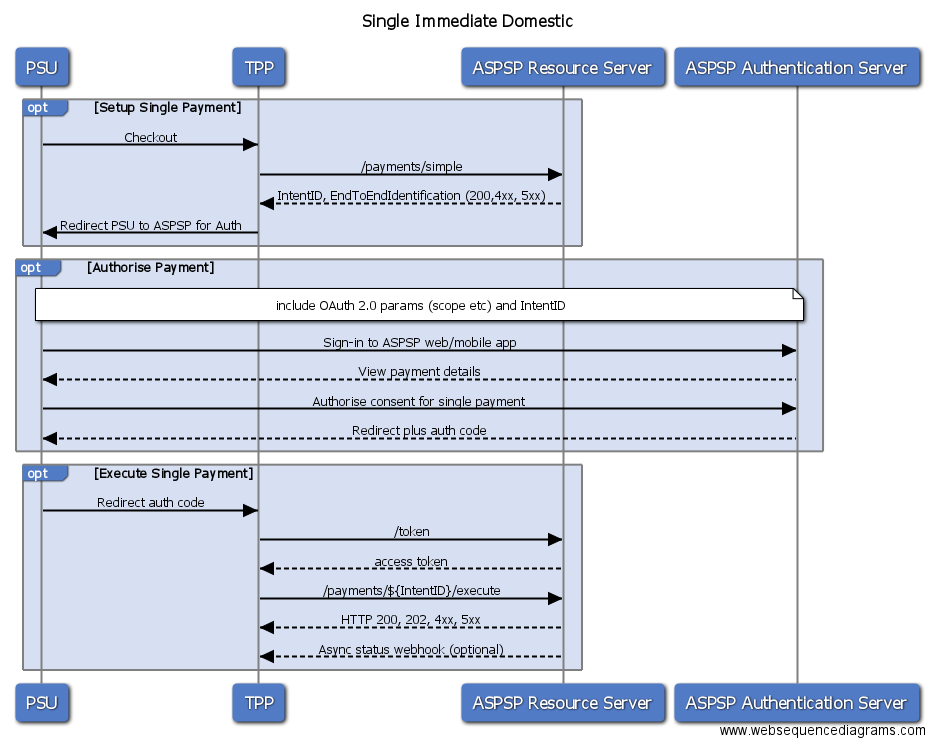 Single Immediate Domestic
PSU
TPP
ASPSP Resource Server
ASPSP Authentication Server
opt
[Setup Single Payment]
Checkout
/payments/simple
IntentID, EndToEndIdentification (200,4xx, 5xx)
Redirect PSU to ASPSP for Auth
opt
[Authorise Payment]
include OAuth 2.0 params (scope etc) and IntentID
Sign-in to ASPSP web/mobile app
View payment details
Authorise consent for single payment
Redirect plus auth code
opt
[Execute Single Payment]
Redirect auth code
/token
access token
/payments/${IntentID}/execute
HTTP 200, 202, 4xx, 5xx
Async status webhook (optional)
PSU
TPP
ASPSP Resource Server
ASPSP Authentication Server
www.websequencediagrams.com